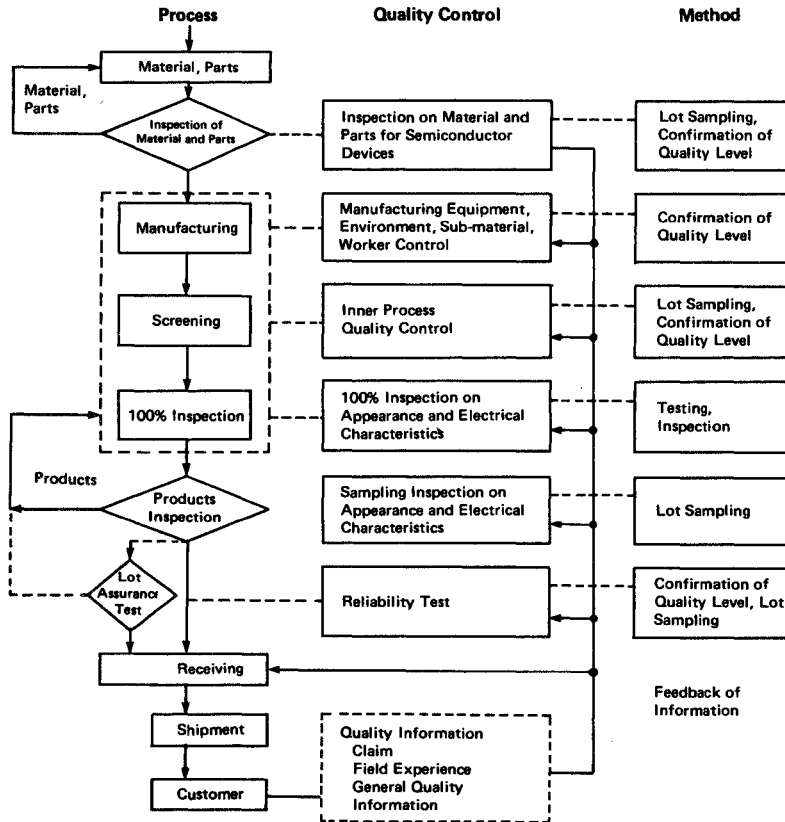 Process
Quality Control
Method
Material, Parts
Material,
Parts
Inspection of
Material and Parts
Inspection on Material and
Parts for Semiconductor
Devices
Lot Sampling,
Confirmation of
Quality Level
Manufacturing
Manufacturing Equipment,
Environment, Sub-material,
Worker Control
Confirmation of
Quality Level
Screening
Inner Process
Quality Control
Lot Sampling,
Confirmation of
Quality Level
100% Inspection
100% Inspection on
Appearance and Electrical
Characteristics
Testing,
Inspection
Products
Products
Inspection
Sampling Inspection on
Appearance and Electrical
Characteristics
Lot Sampling
Lot
Assurance
Test
Reliability Test
Confirmation of
Quality Level, Lot
Sampling
Receiving
Feedback of
Information
Shipment
Quality Information
Claim
Field Experience
General Quality
Information
Customer